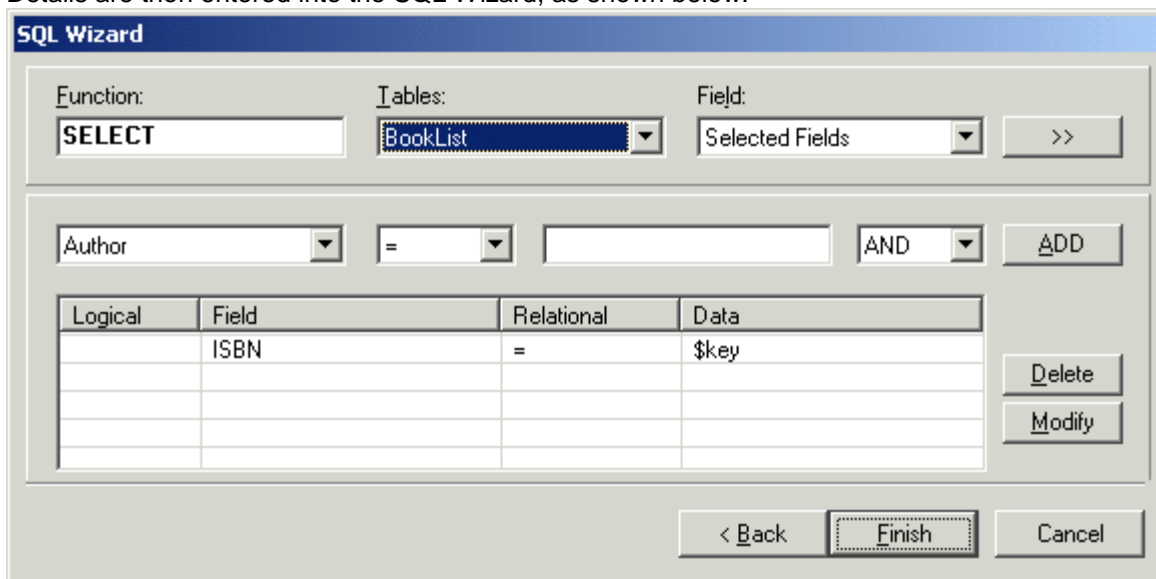 Details are then entered into the SQL Wizard, as shown below.
SQL Wizard
Function: Tables: Field:
SELECT BookList Selected Fields >>
Author = AND ADD
Logical Field Relational Data
ISBN = $key
Delete
Modify
< Back Finish Cancel